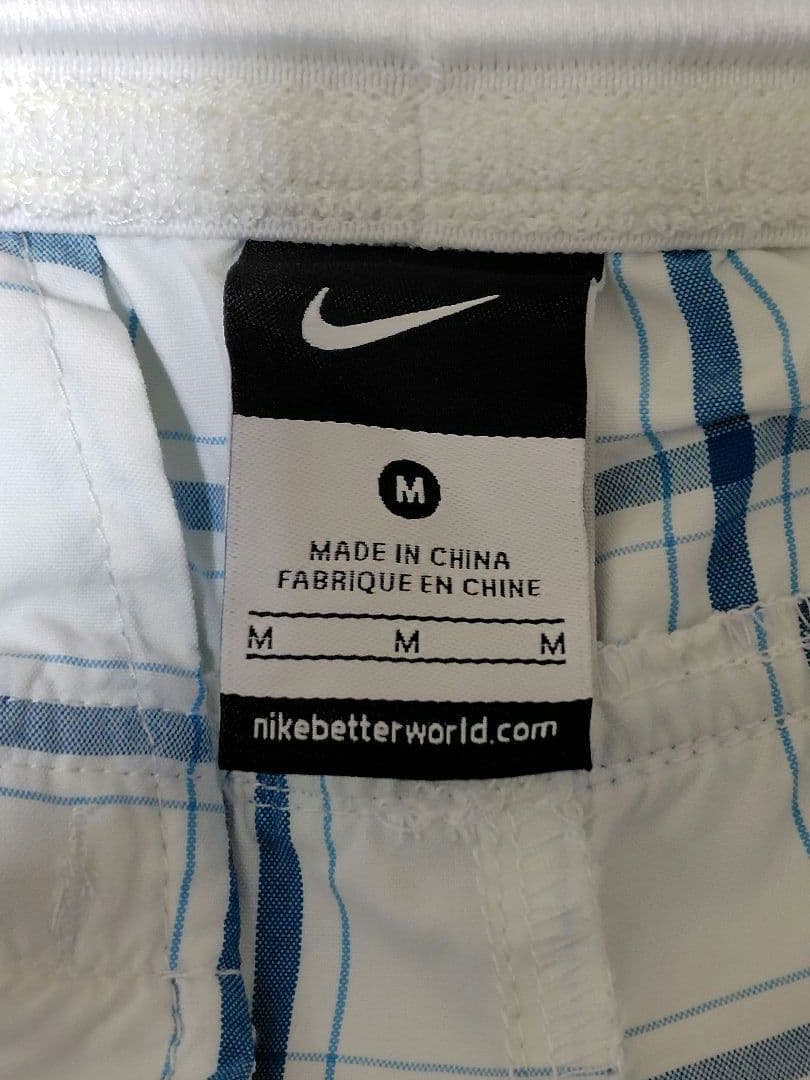 M
MADE IN CHINA
FABRIQUE EN CHINE
M M M
nikebetterworld.com